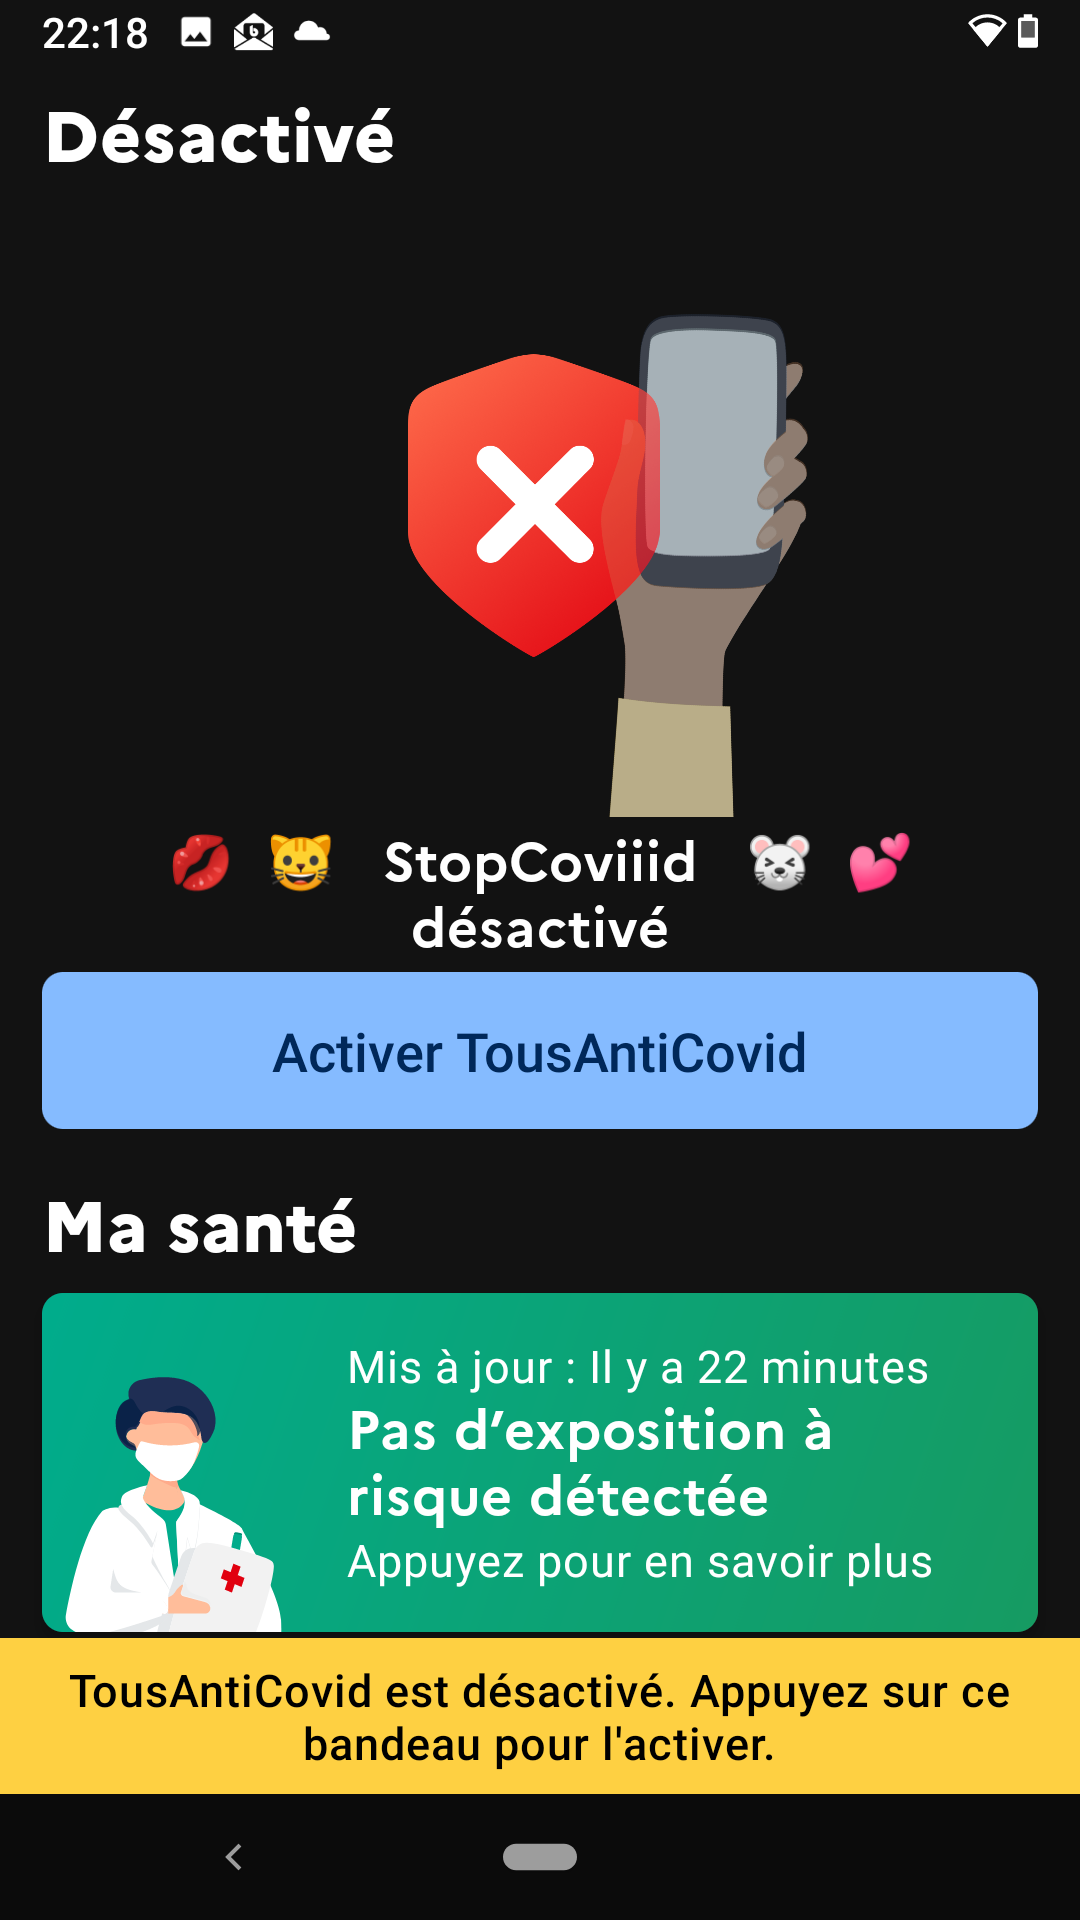 22:18
Désactivé
💋 😺 StopCoviiid 🐭 💕
désactivé
Activer TousAntiCovid
Ma santé
Mis à jour : Il y a 22 minutes
Pas d’exposition à
risque détectée
Appuyez pour en savoir plus
TousAntiCovid est désactivé. Appuyez sur ce
bandeau pour l'activer.